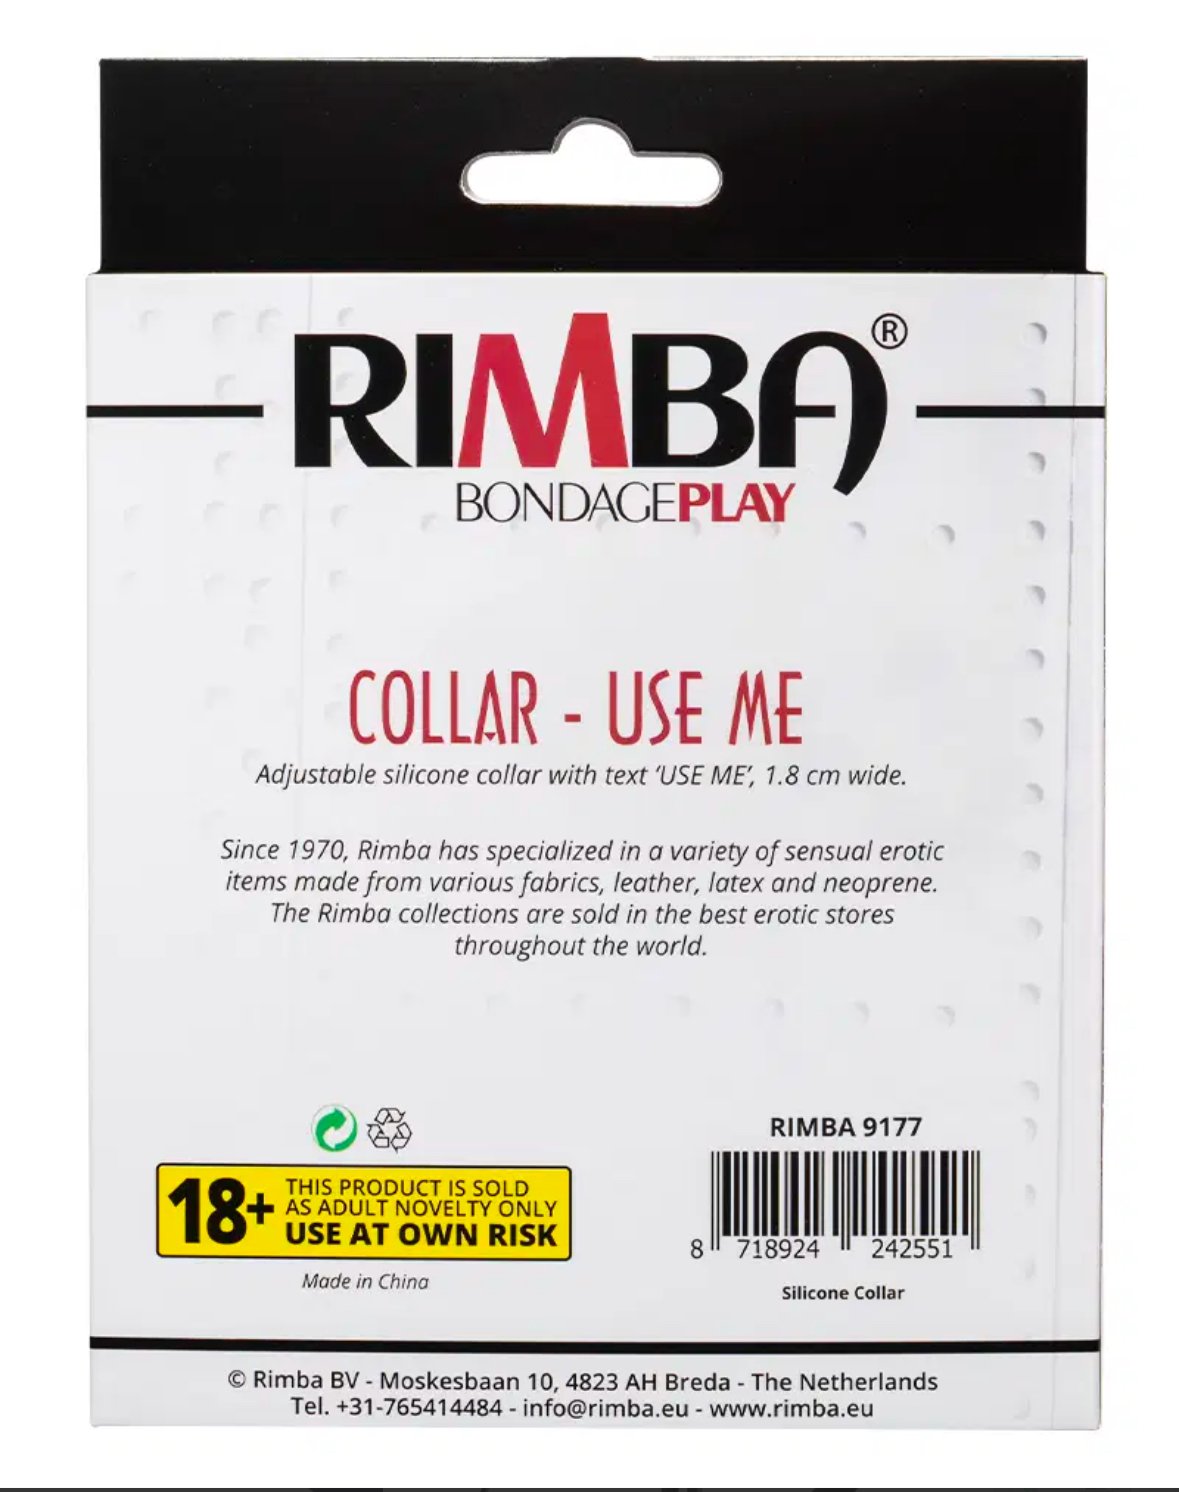 RIMBA®
BONDAGEPLAY
COLLAR - USE ME
Adjustable silicone collar with text ‘USE ME’, 1.8 cm wide.
Since 1970, Rimba has specialized in a variety of sensual erotic
items made from various fabrics, leather, latex and neoprene.
The Rimba collections are sold in the best erotic stores
throughout the world.
18+ THIS PRODUCT IS SOLD
AS ADULT NOVELTY ONLY
USE AT OWN RISK
Made in China
RIMBA 9177
8 718924 242551
Silicone Collar
© Rimba BV - Moskesbaan 10, 4823 AH Breda - The Netherlands
Tel. +31-765414484 - info@rimba.eu - www.rimba.eu